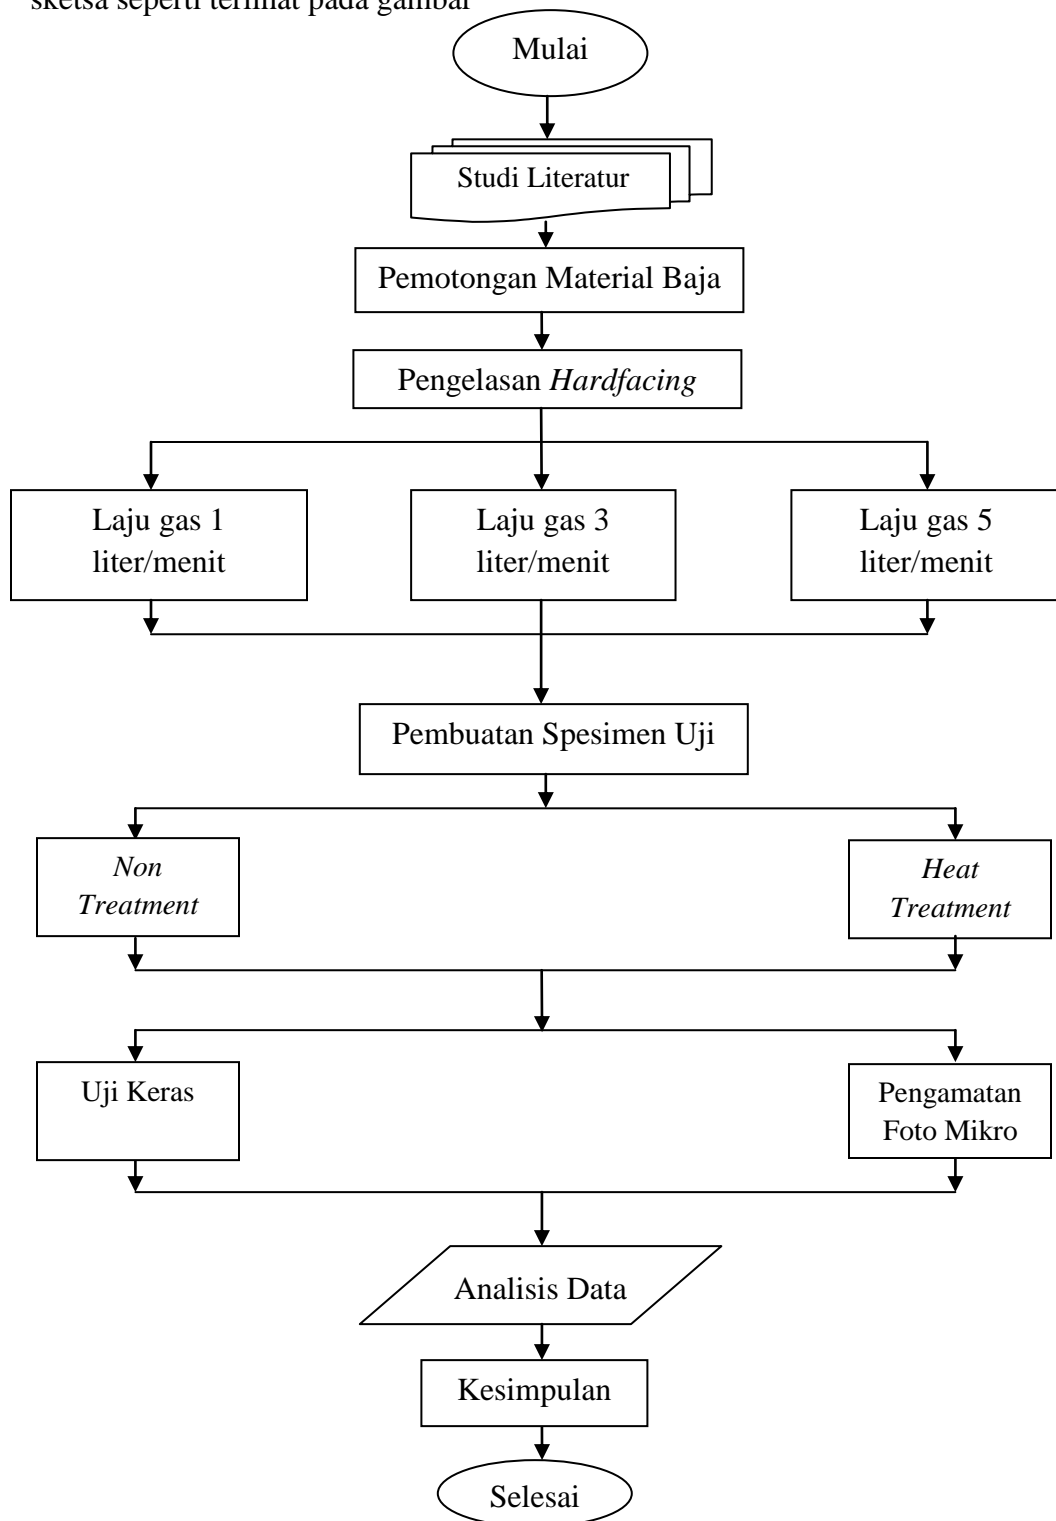 sketsa seperti terlihat pada gambar
Mulai
Studi Literatur
Pemotongan Material Baja
Pengelasan Hardfacing
Laju gas 1
liter/menit
Laju gas 3
liter/menit
Laju gas 5
liter/menit
Pembuatan Spesimen Uji
Non
Treatment
Heat
Treatment
Uji Keras
Pengamatan
Foto Mikro
Analisis Data
Kesimpulan
Selesai